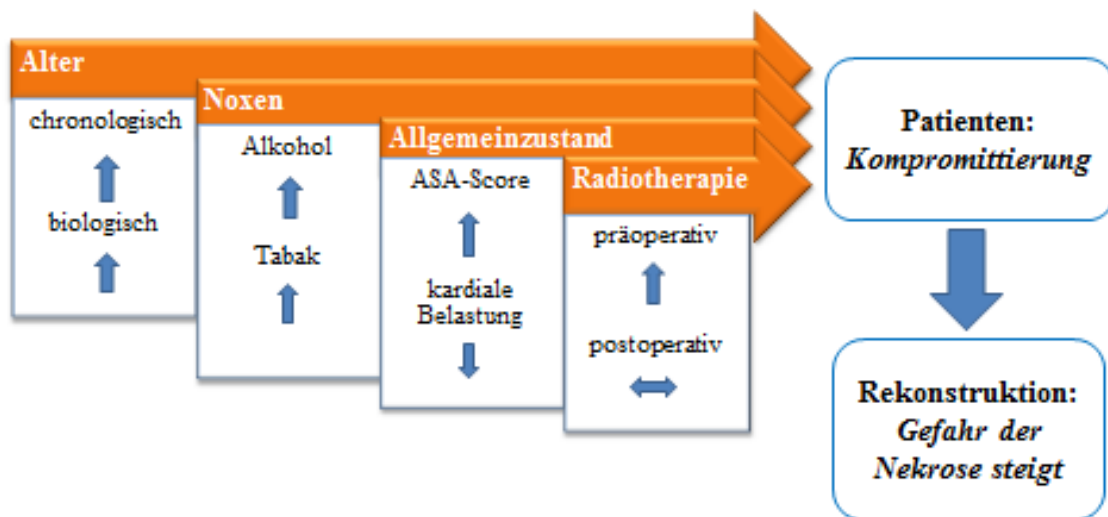 Alter
chronologisch
biologisch
Noxen
Alkohol
Tabak
Allgemeinzustand
ASA-Score
kardiale
Belastung
Radiotherapie
präoperativ
postoperativ
Patienten:
Kompromittierung
Rekonstruktion:
Gefahr der
Nekrose steigt